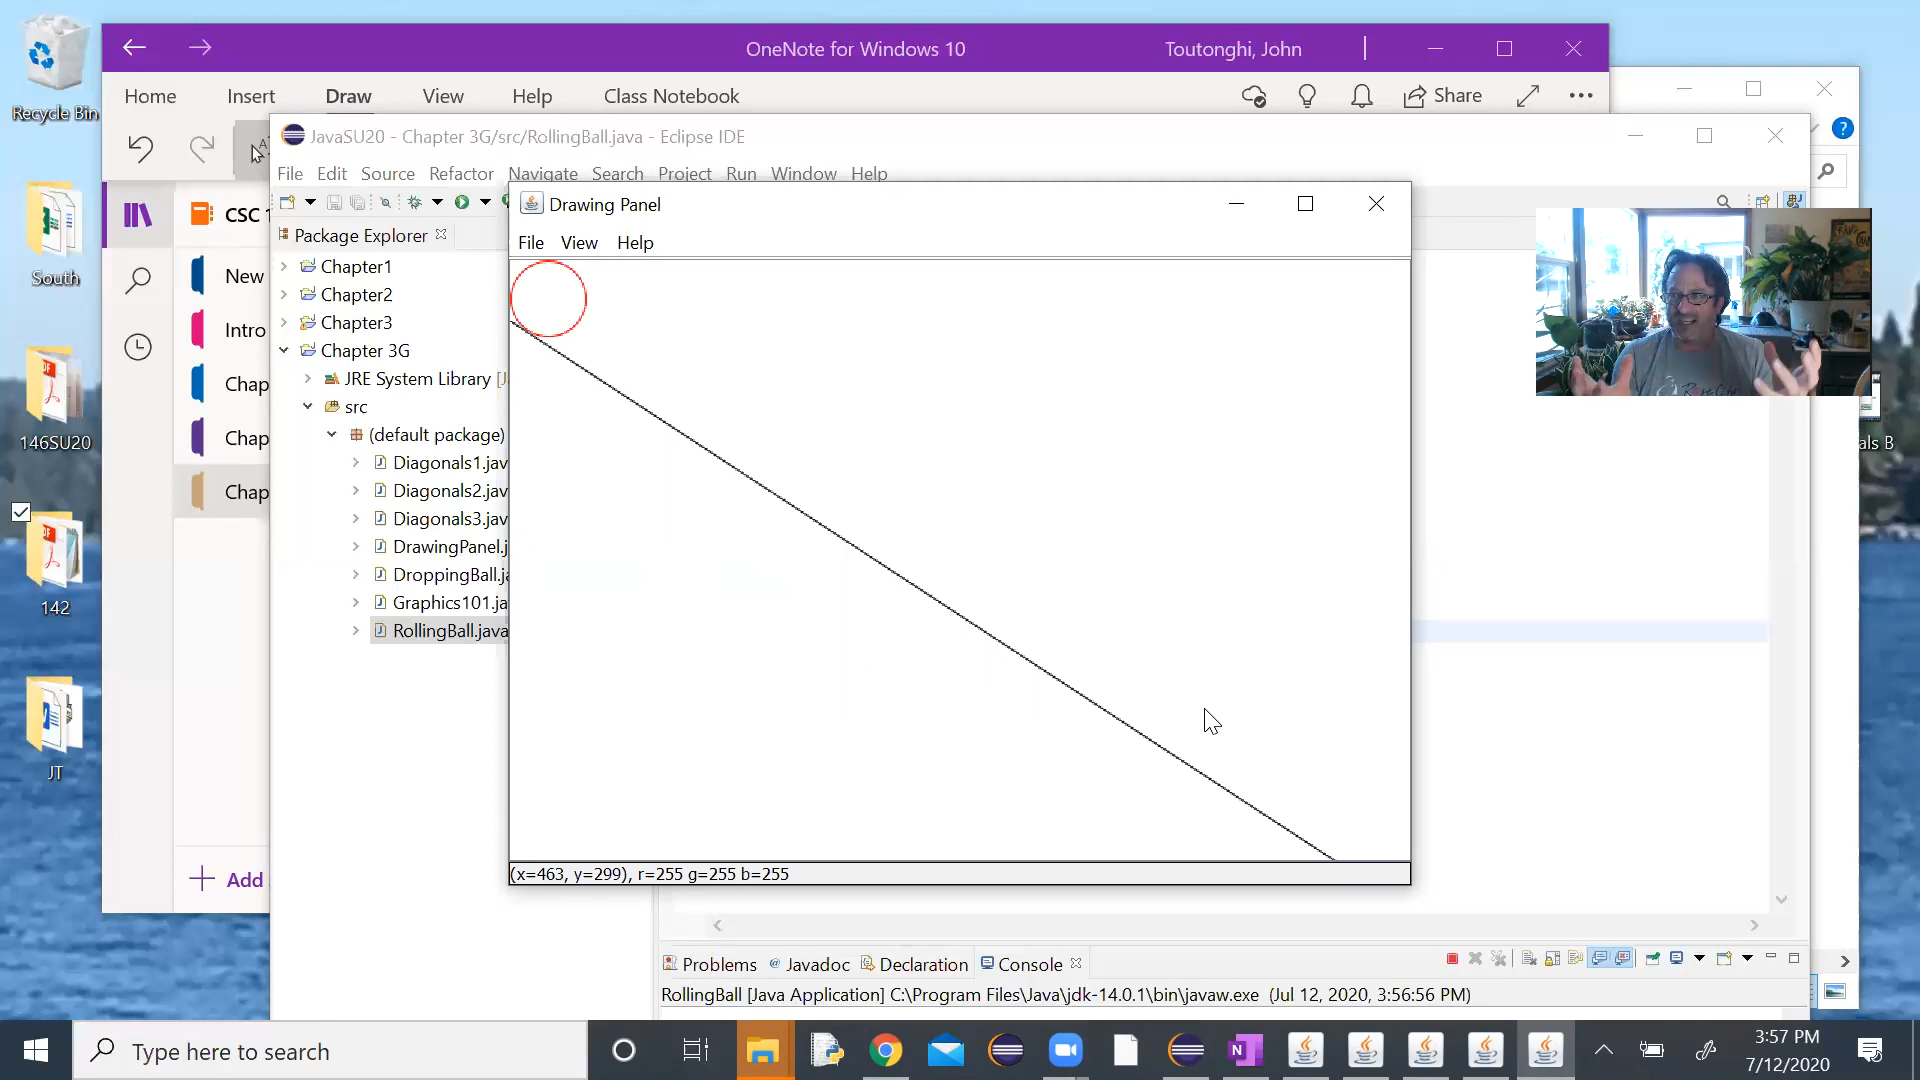 Recycle Bin
South
146SU20
142
JT
OneNote for Windows 10
Toutonghi, John
Home Insert Draw View Help Class Notebook
Share
CSC 1
New
Intro
Chap
Chap
Chap
Add
JavaSU20 - Chapter 3G/src/RollingBall.java - Eclipse IDE
File Edit Source Refactor Navigate Search Project Run Window Help
Package Explorer
Chapter1
Chapter2
Chapter3
Chapter 3G
JRE System Library [J
src
(default package)
Diagonals1.jav
Diagonals2.jav
Diagonals3.jav
DrawingPanel.j
DroppingBall.ja
Graphics101.ja
RollingBall.java
Drawing Panel
File View Help
(x=463, y=299), r=255 g=255 b=255
als B
Problems Javadoc Declaration Console
RollingBall [Java Application] C:\Program Files\Java\jdk-14.0.1\bin\javaw.exe (Jul 12, 2020, 3:56:56 PM)
Type here to search
3:57 PM
7/12/2020